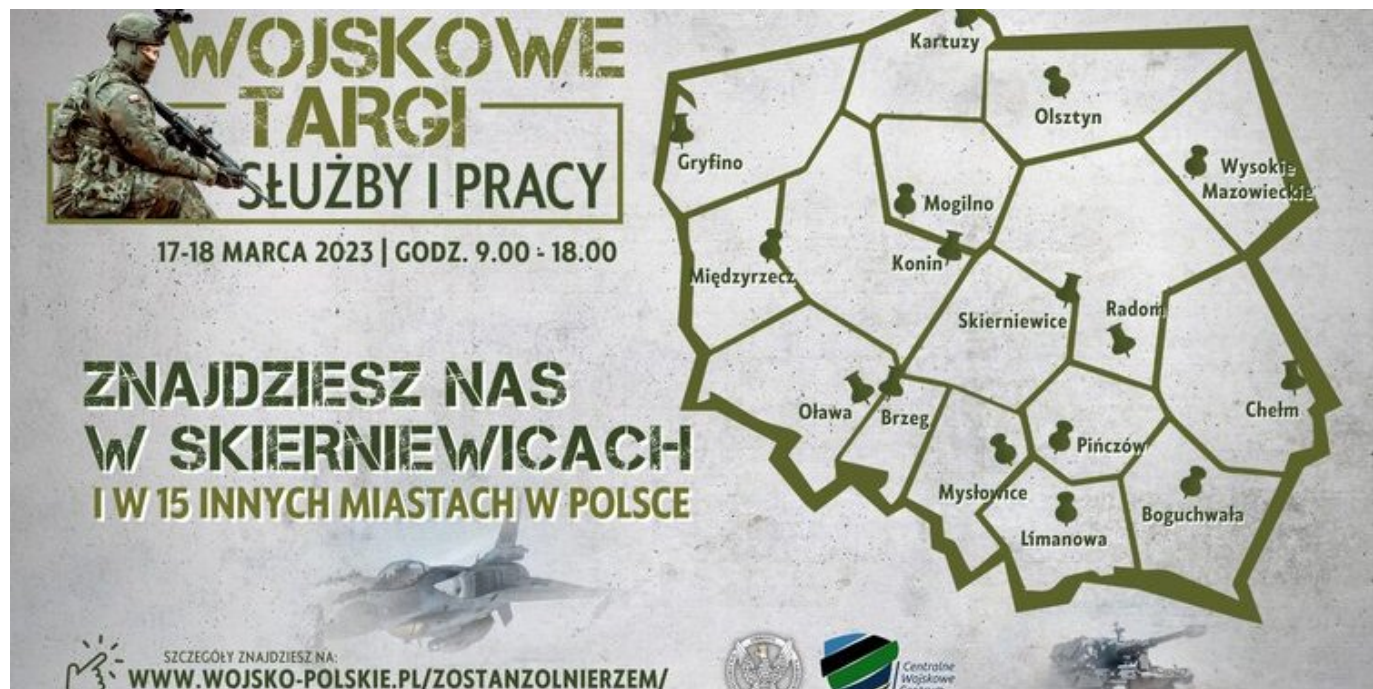 WOJSKOWE
TARGI
SŁUŻBY I PRACY
17-18 MARCA 2023 | GODZ. 9.00 - 18.00
ZNAJDZIESZ NAS
W SKIERNIEWICACH
I W 15 INNYCH MIASTACH W POLSCE
SZCZEGÓŁY ZNAJDZIESZ NA:
WWW.WOJSKO-POLSKIE.PL/ZOSTANZOLNIERZEM/
Kartuzy
Olsztyn
Gryfino
Wysokie
Mazowieckie
Mogilno
Konin
Międzyrzecz
Skierniewice
Radom
Oława
Brzeg
Chełm
Pińczów
Mysłowice
Boguchwała
Limanowa
Centralne
Wojskowe